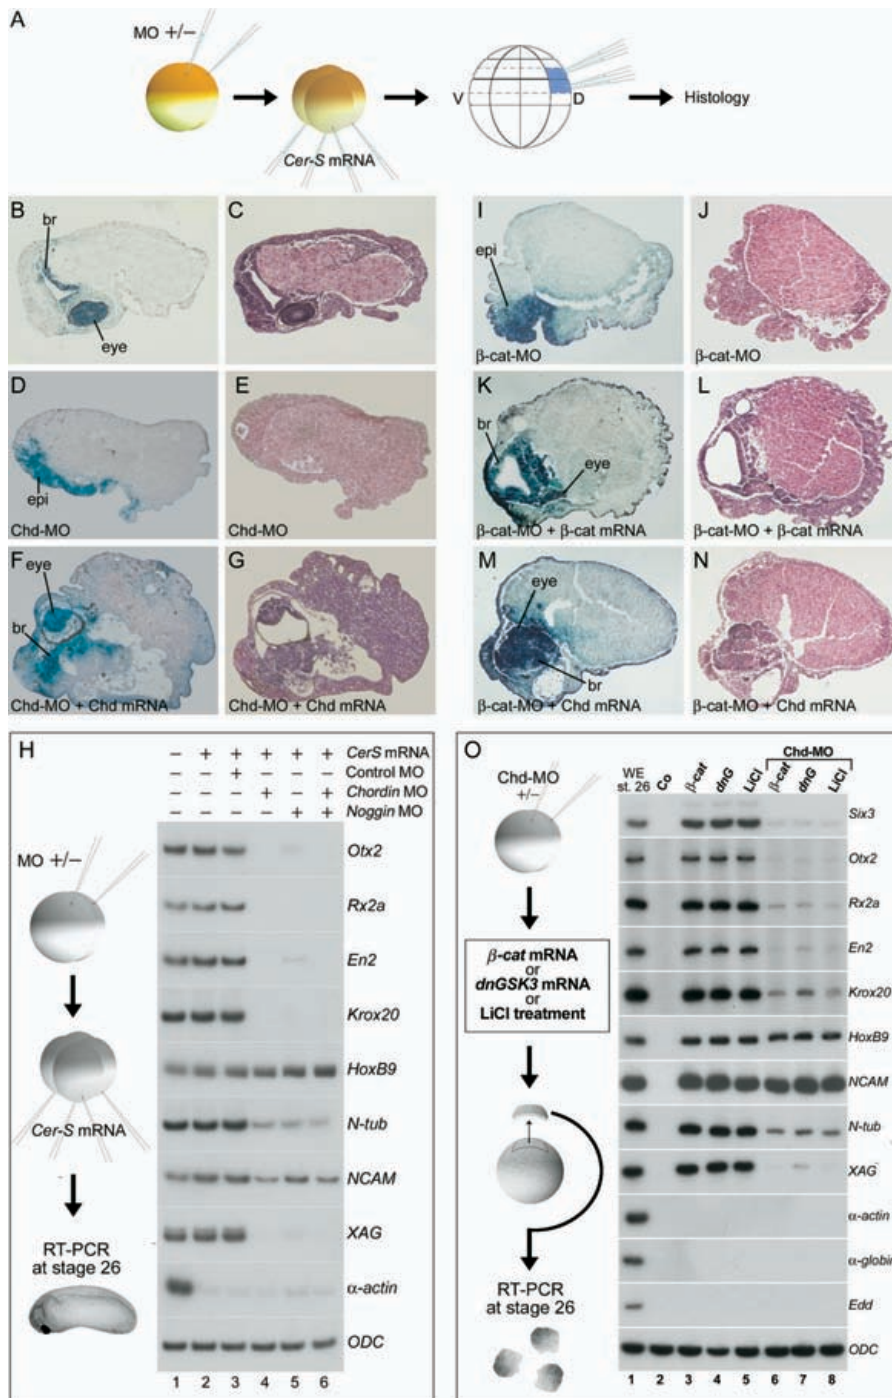 A
MO +/–
Cer-S mRNA
V
D
Histology
B
br
eye
C
D
epi
Chd-MO
E
Chd-MO
F
eye
br
Chd-MO + Chd mRNA
G
Chd-MO + Chd mRNA
I
epi
β-cat-MO
J
β-cat-MO
K
br
eye
β-cat-MO + β-cat mRNA
L
β-cat-MO + β-cat mRNA
M
eye
br
β-cat-MO + Chd mRNA
N
β-cat-MO + Chd mRNA
H
– + + + + + CerS mRNA
– – + – – – Control MO
– – – + – + Chordin MO
– – – – + + Noggin MO
MO +/–
Cer-S mRNA
RT-PCR
at stage 26
Otx2
Rx2a
En2
Krox20
HoxB9
N-tub
NCAM
XAG
α-actin
ODC
1 2 3 4 5 6
O
Chd-MO
+/–
β-cat mRNA
or
dnGSK3 mRNA
or
LiCl treatment
RT-PCR
at stage 26
Chd-MO
WE
st. 26
Co
β-cat
dnG
LiCl
β-cat
dnG
LiCl
Six3
Otx2
Rx2a
En2
Krox20
HoxB9
NCAM
N-tub
XAG
α-actin
α-globin
Edd
ODC
1 2 3 4 5 6 7 8